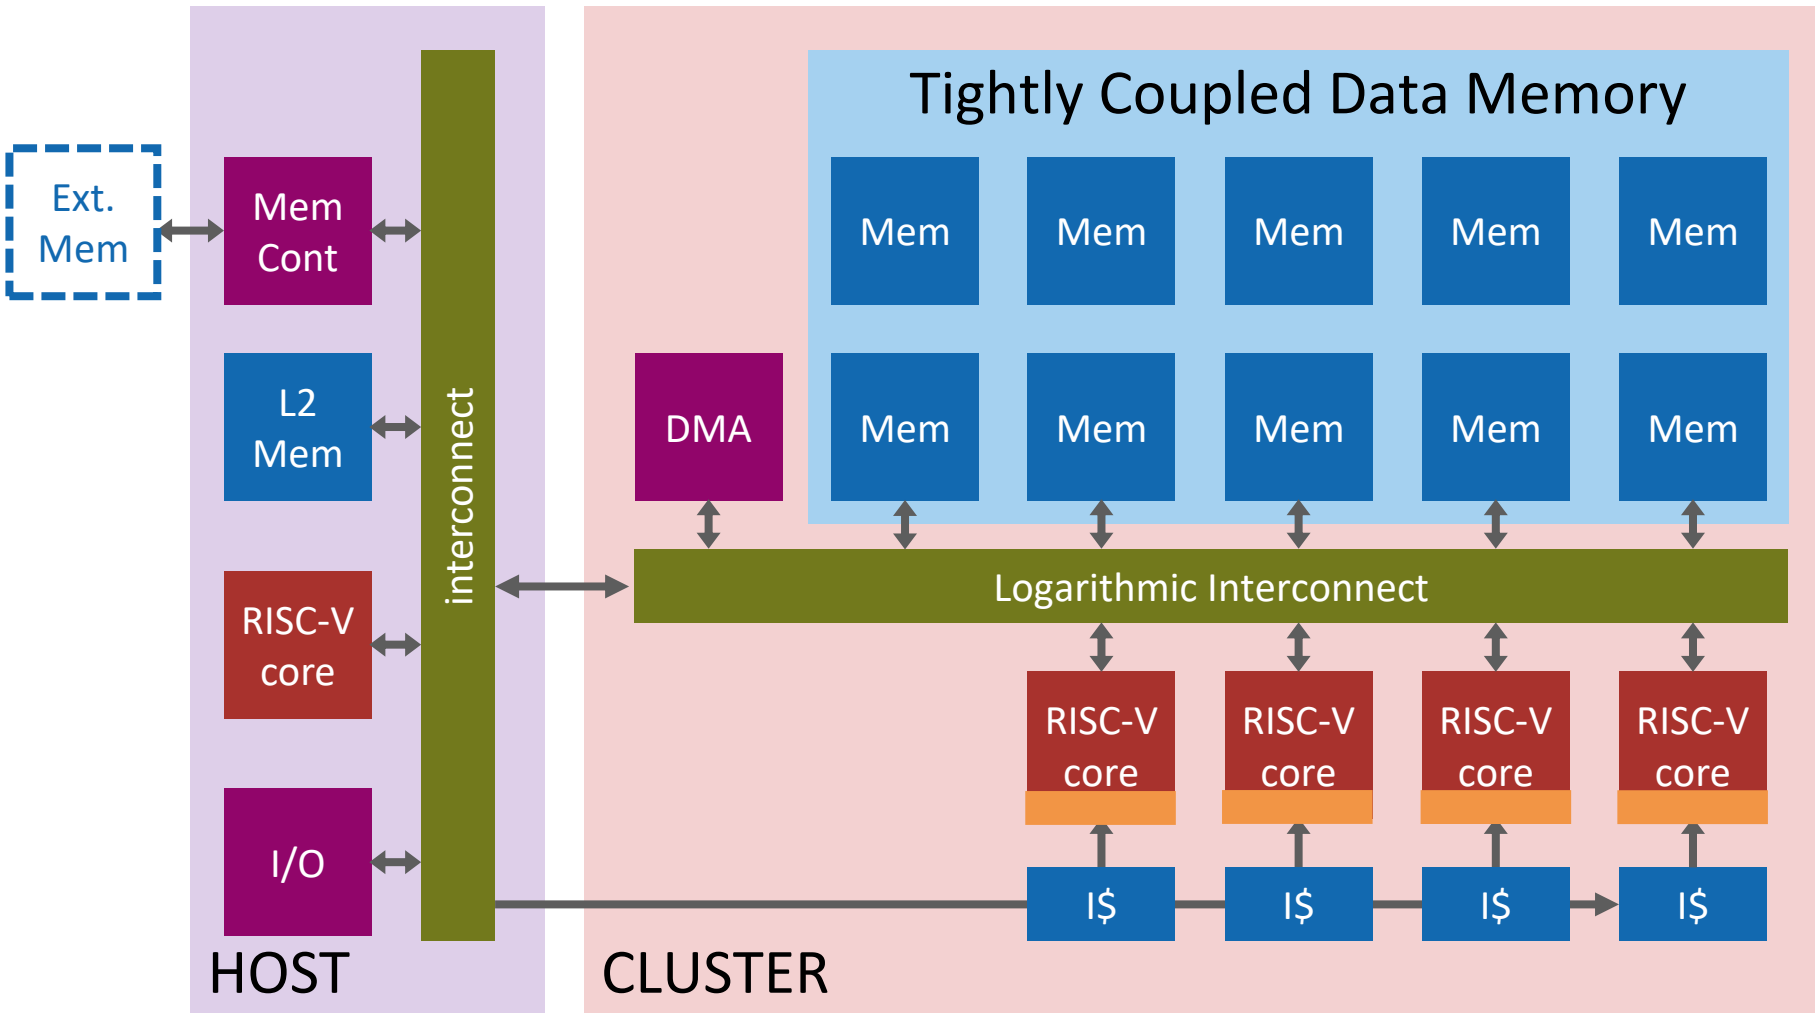 Tightly Coupled Data Memory
Ext.
Mem
Mem
Cont
Mem
Mem
Mem
Mem
Mem
L2
Mem
DMA
Mem
Mem
Mem
Mem
Mem
interconnect
Logarithmic Interconnect
RISC-V
core
RISC-V
core
RISC-V
core
RISC-V
core
RISC-V
core
I/O
I$
I$
I$
I$
HOST
CLUSTER